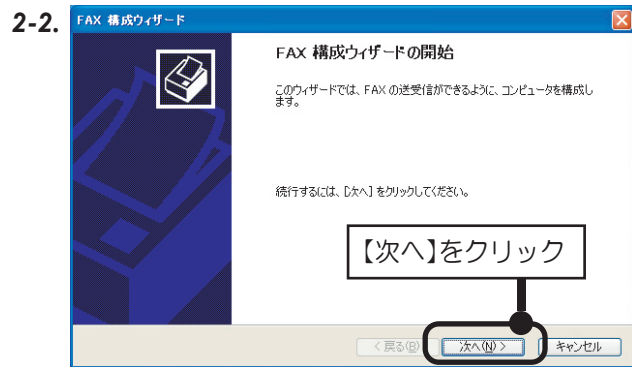 2-2.
FAX 構成ウィザード
FAX 構成ウィザードの開始
このウィザードでは、FAX の送受信ができるように、コンピュータを構成し
ます。
続行するには、[次へ] をクリックしてください。
【次へ】をクリック
< 戻る(B)
次へ(N) >
キャンセル